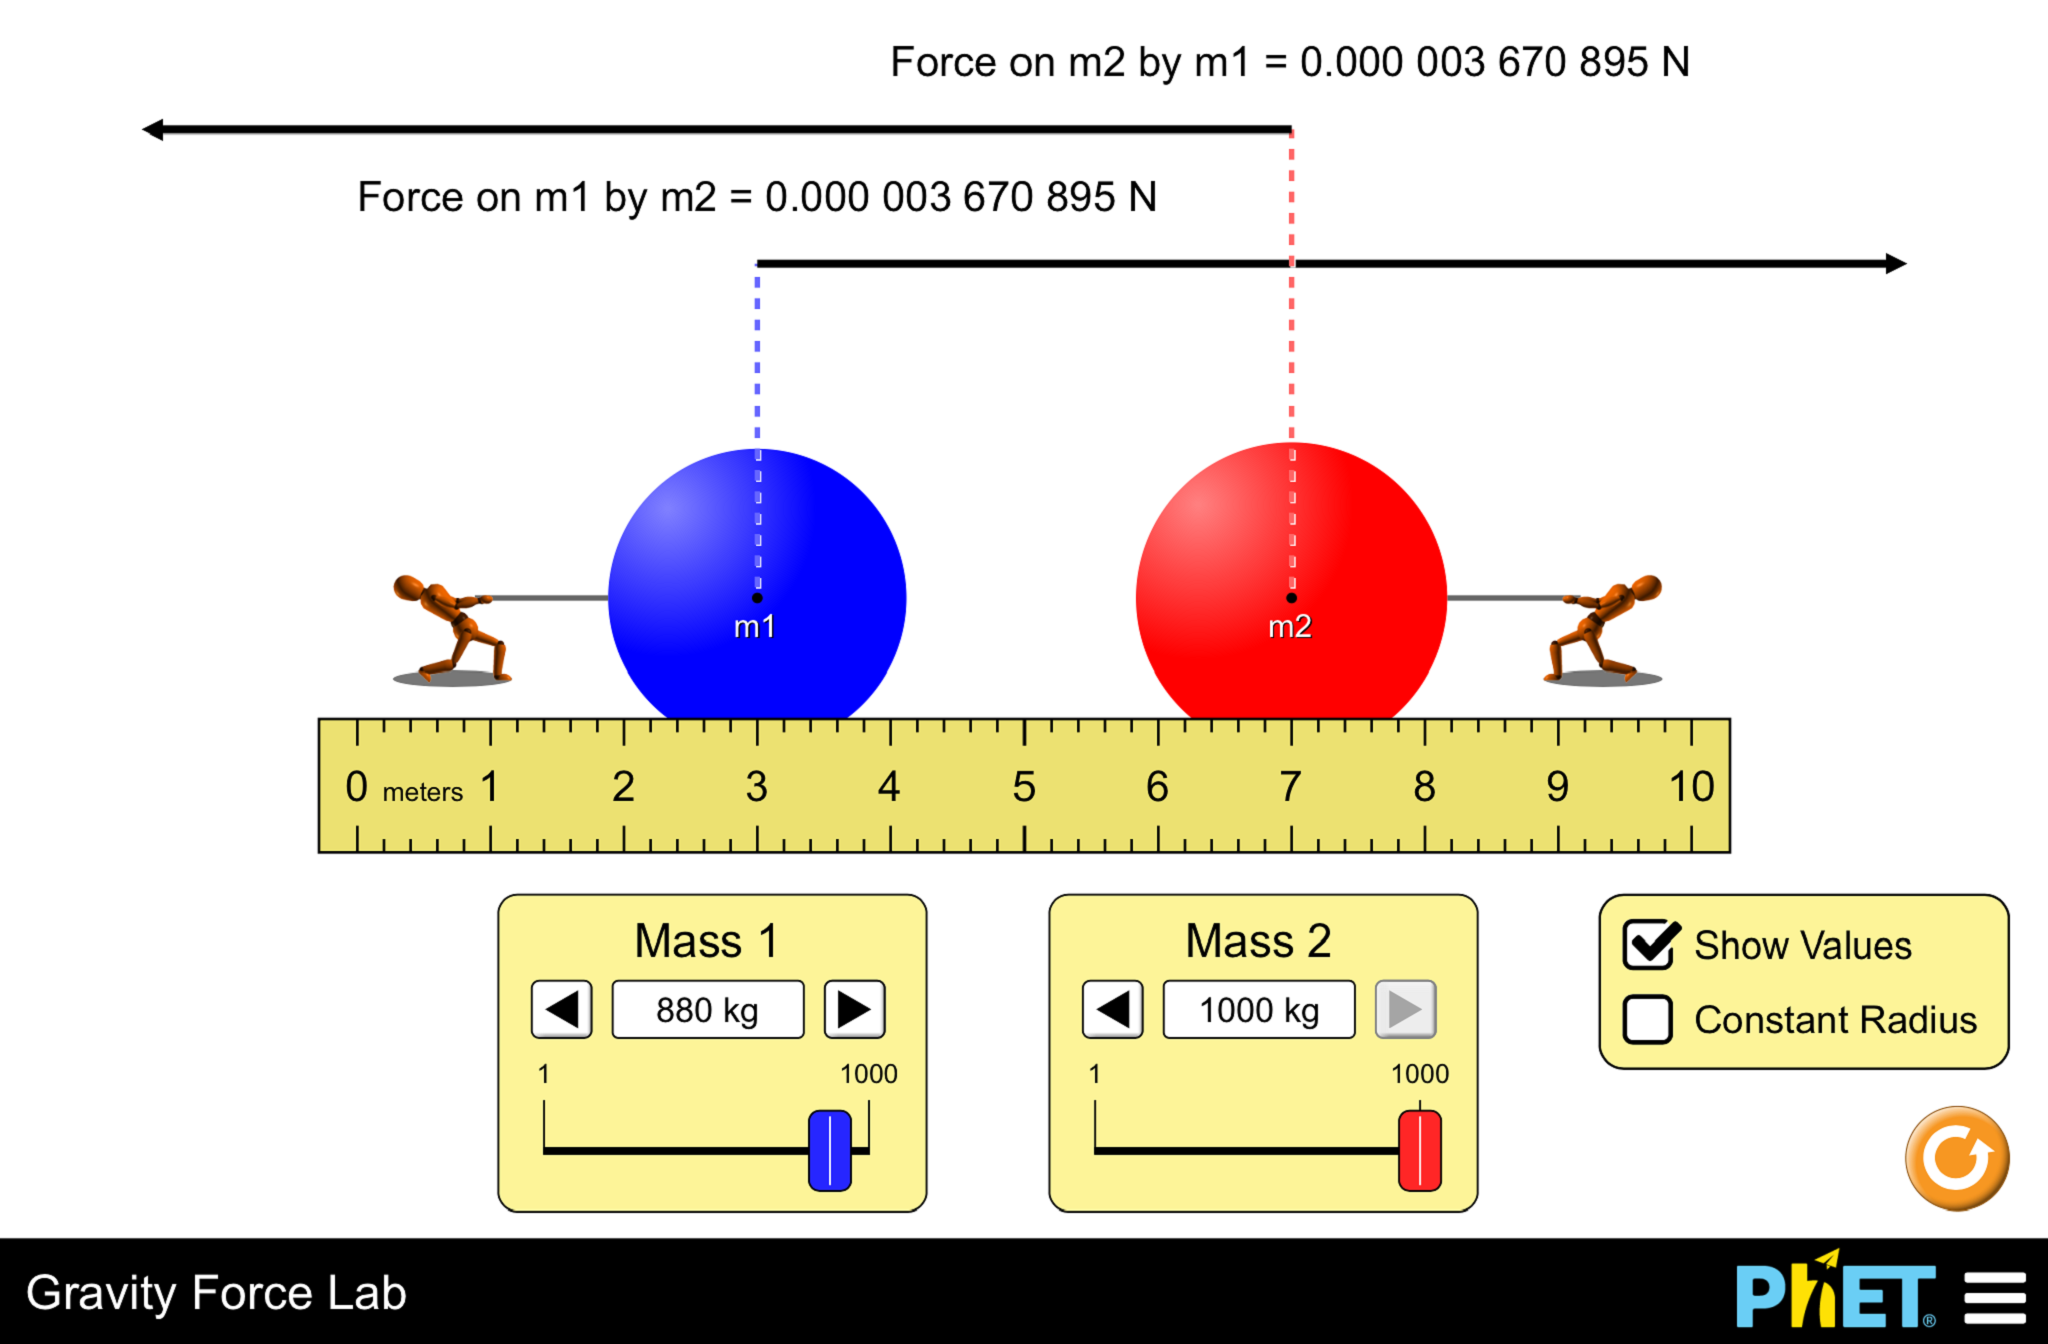 Force on m2 by m1 = 0.000 003 670 895 N
Force on m1 by m2 = 0.000 003 670 895 N
m1
m2
0 meters 1 2 3 4 5 6 7 8 9 10
Mass 1
880 kg
1 1000
Mass 2
1000 kg
1 1000
Show Values
Constant Radius
Gravity Force Lab
PhET®